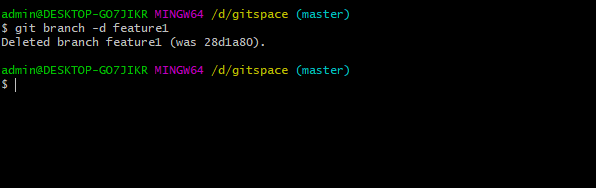 admin@DESKTOP-GO7JIKR MINGW64 /d/gitspace (master)
$ git branch -d feature1
Deleted branch feature1 (was 28d1a80).
admin@DESKTOP-GO7JIKR MINGW64 /d/gitspace (master)
$